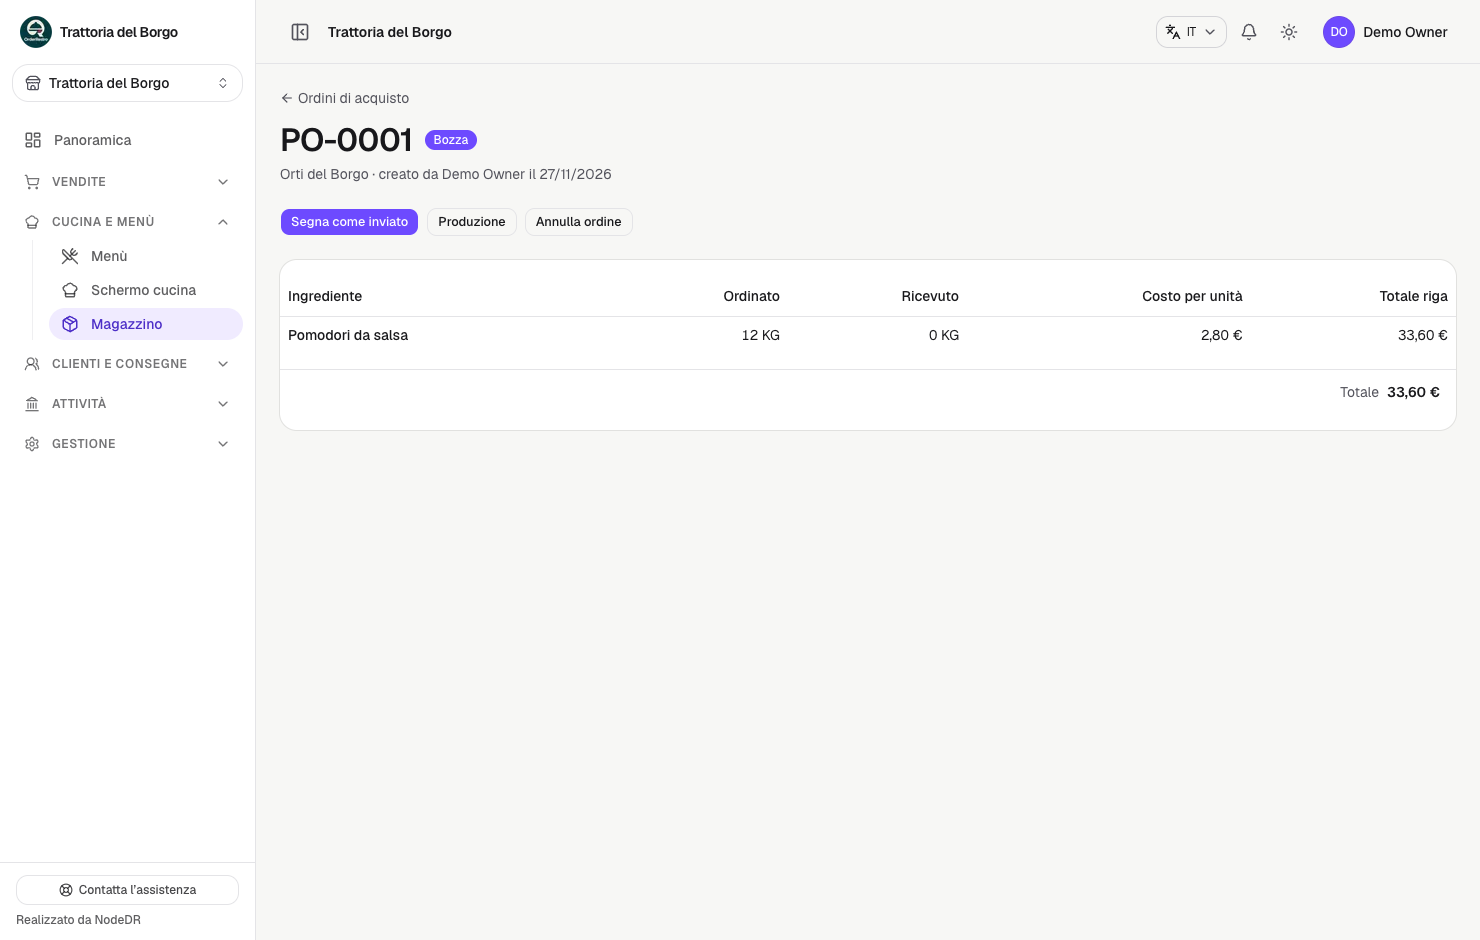 Trattoria del Borgo
Trattoria del Borgo
Panoramica
VENDITE
CUCINA E MENÙ
Menù
Schermo cucina
Magazzino
CLIENTI E CONSEGNE
ATTIVITÀ
GESTIONE
Contatta l'assistenza
Realizzato da NodeDR
Trattoria del Borgo
IT
DO Demo Owner
← Ordini di acquisto
PO-0001 Bozza
Orti del Borgo · creato da Demo Owner il 27/11/2026
Segna come inviato Produzione Annulla ordine
Ingrediente Ordinato Ricevuto Costo per unità Totale riga
Pomodori da salsa 12 KG 0 KG 2,80 € 33,60 €
Totale 33,60 €